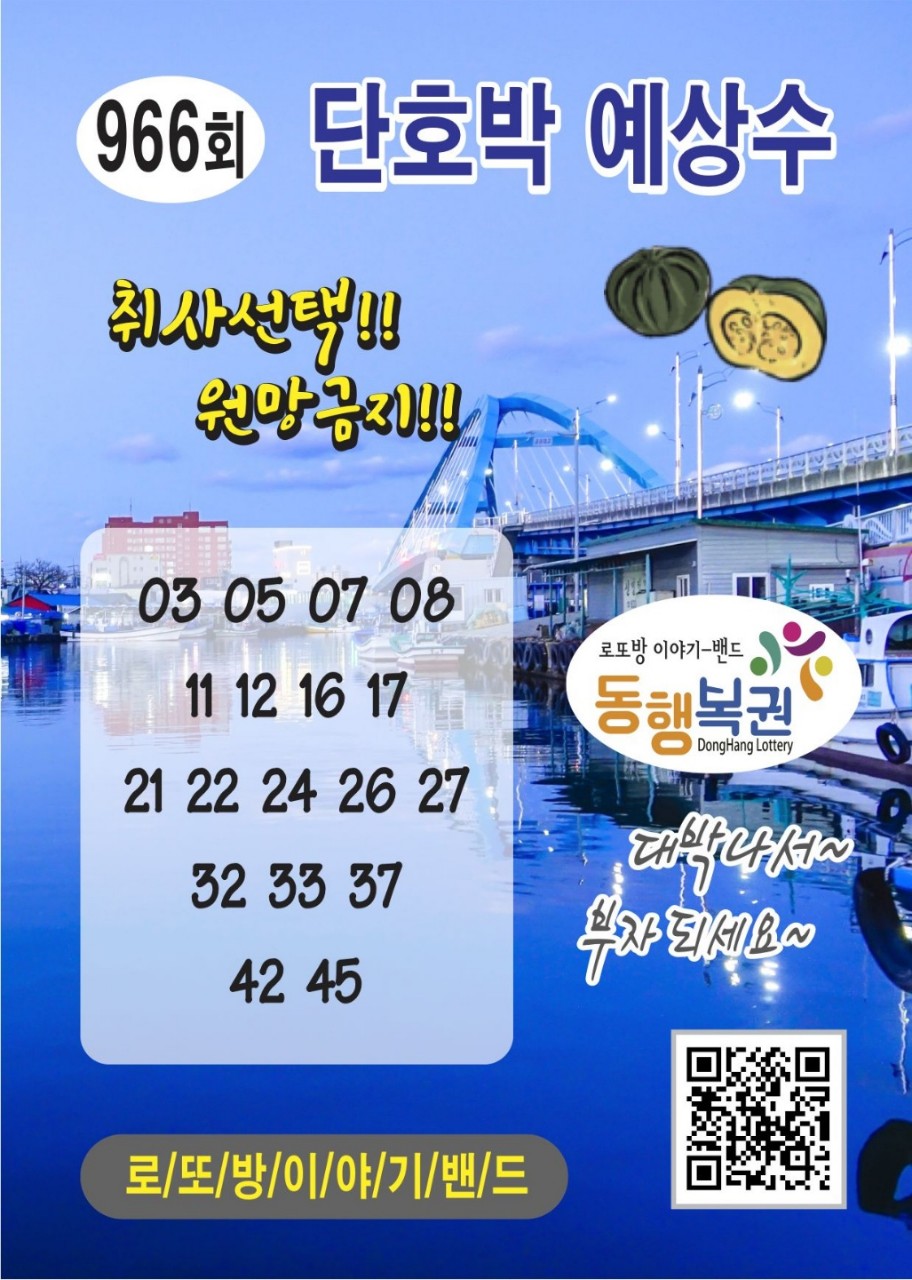 966회 단호박 예상수
취사선택!!
원망금지!!
03 05 07 08
11 12 16 17
21 22 24 26 27
32 33 37
42 45
로또방 이야기-밴드
동행복권
DongHang Lottery
대박나서~
부자 되세요~
로/또/방/이/야/기/밴/드